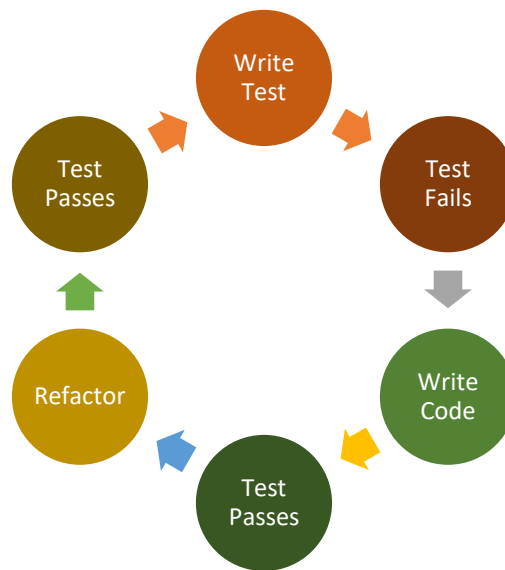 Write
Test
Test
Fails
Write
Code
Test
Passes
Refactor
Test
Passes